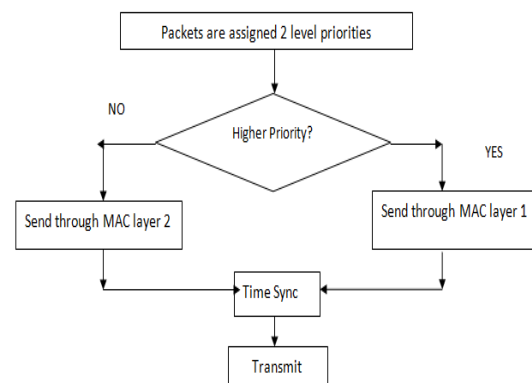 Packets are assigned 2 level priorities
NO
Higher Priority?
YES
Send through MAC layer 2
Send through MAC layer 1
Time Sync
Transmit